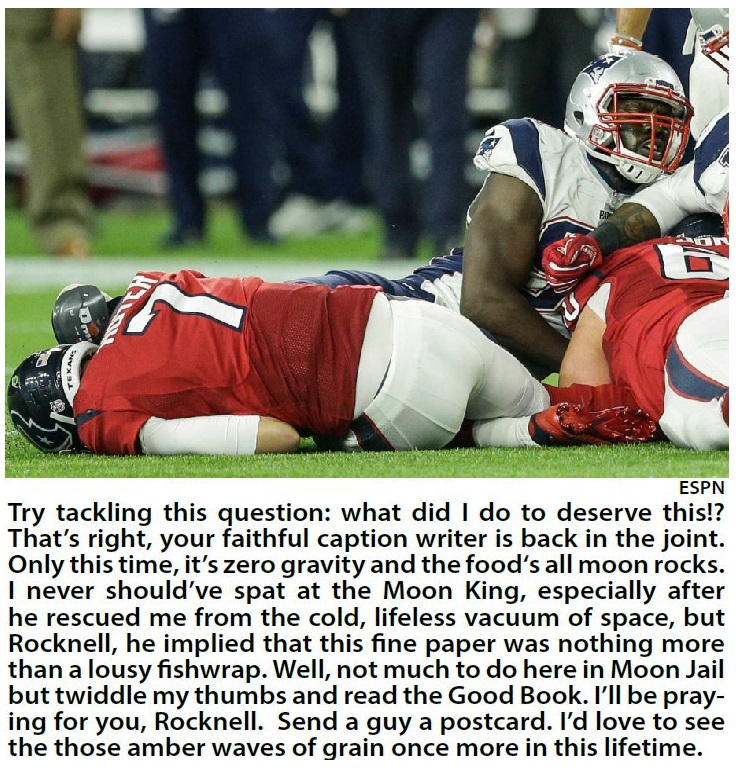 TEXANS
ESPN
Try tackling this question: what did I do to deserve this!?
That's right, your faithful caption writer is back in the joint.
Only this time, it's zero gravity and the food‘s all moon rocks.
I never should've spat at the Moon King, especially after
he rescued me from the cold, lifeless vacuum of space, but
Rocknell, he implied that this fine paper was nothing more
than a lousy fishwrap. Well, not much to do here in Moon Jail
but twiddle my thumbs and read the Good Book. I'll be pray-
ing for you, Rocknell.  Send a guy a postcard. I'd love to see
the those amber waves of grain once more in this lifetime.